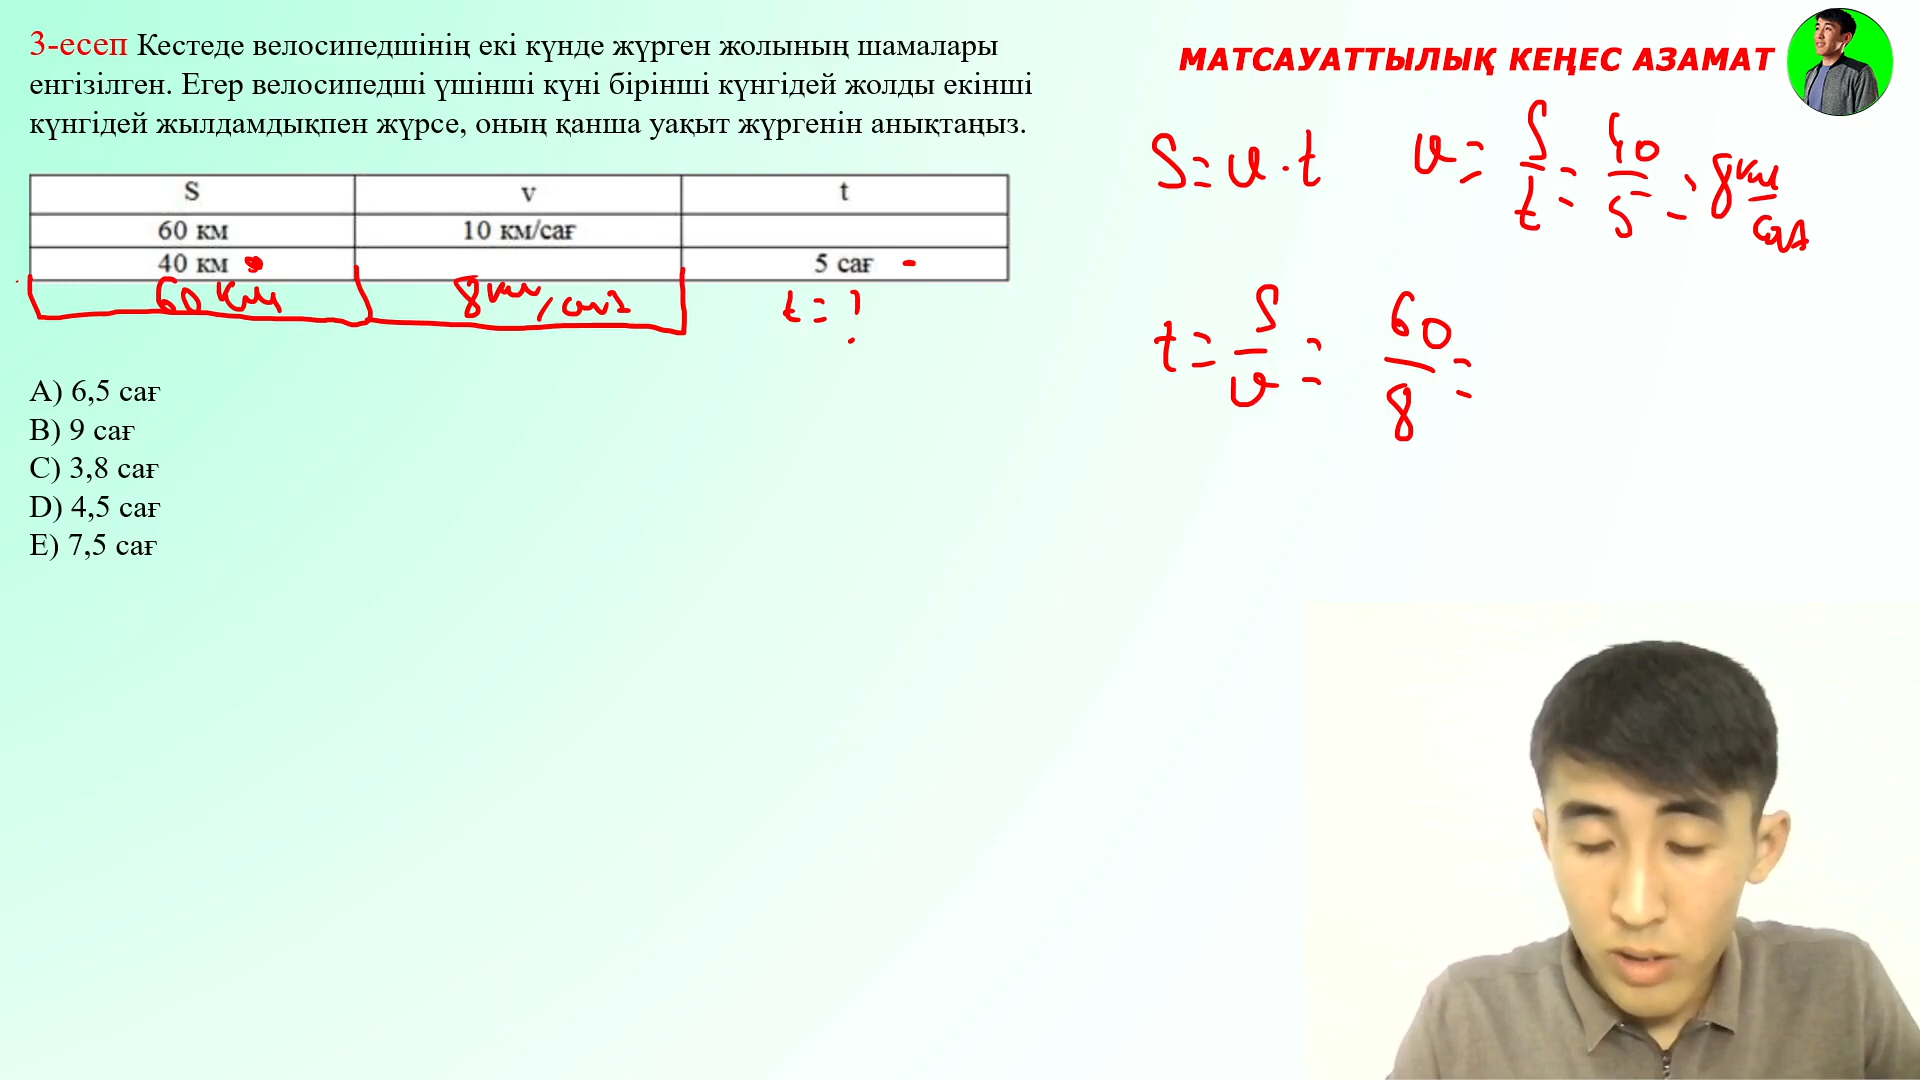 3-есеп Кестеде велосипедшінің екі күнде жүрген жолының шамалары
енгізілген. Егер велосипедші үшінші күні бірінші күнгідей жолды екінші
күнгідей жылдамдықпен жүрсе, оның қанша уақыт жүргенін анықтаңыз.
S v t
60 км 10 км/сағ
40 км 5 сағ
60 км 8 км/сағ t = ?
A) 6,5 сағ
B) 9 сағ
C) 3,8 сағ
D) 4,5 сағ
E) 7,5 сағ
МАТСАУАТТЫЛЫҚ КЕҢЕС АЗАМАТ
S = v · t v = S/t = 40/5 = 8 км/сағ
t = S/v = 60/8 =